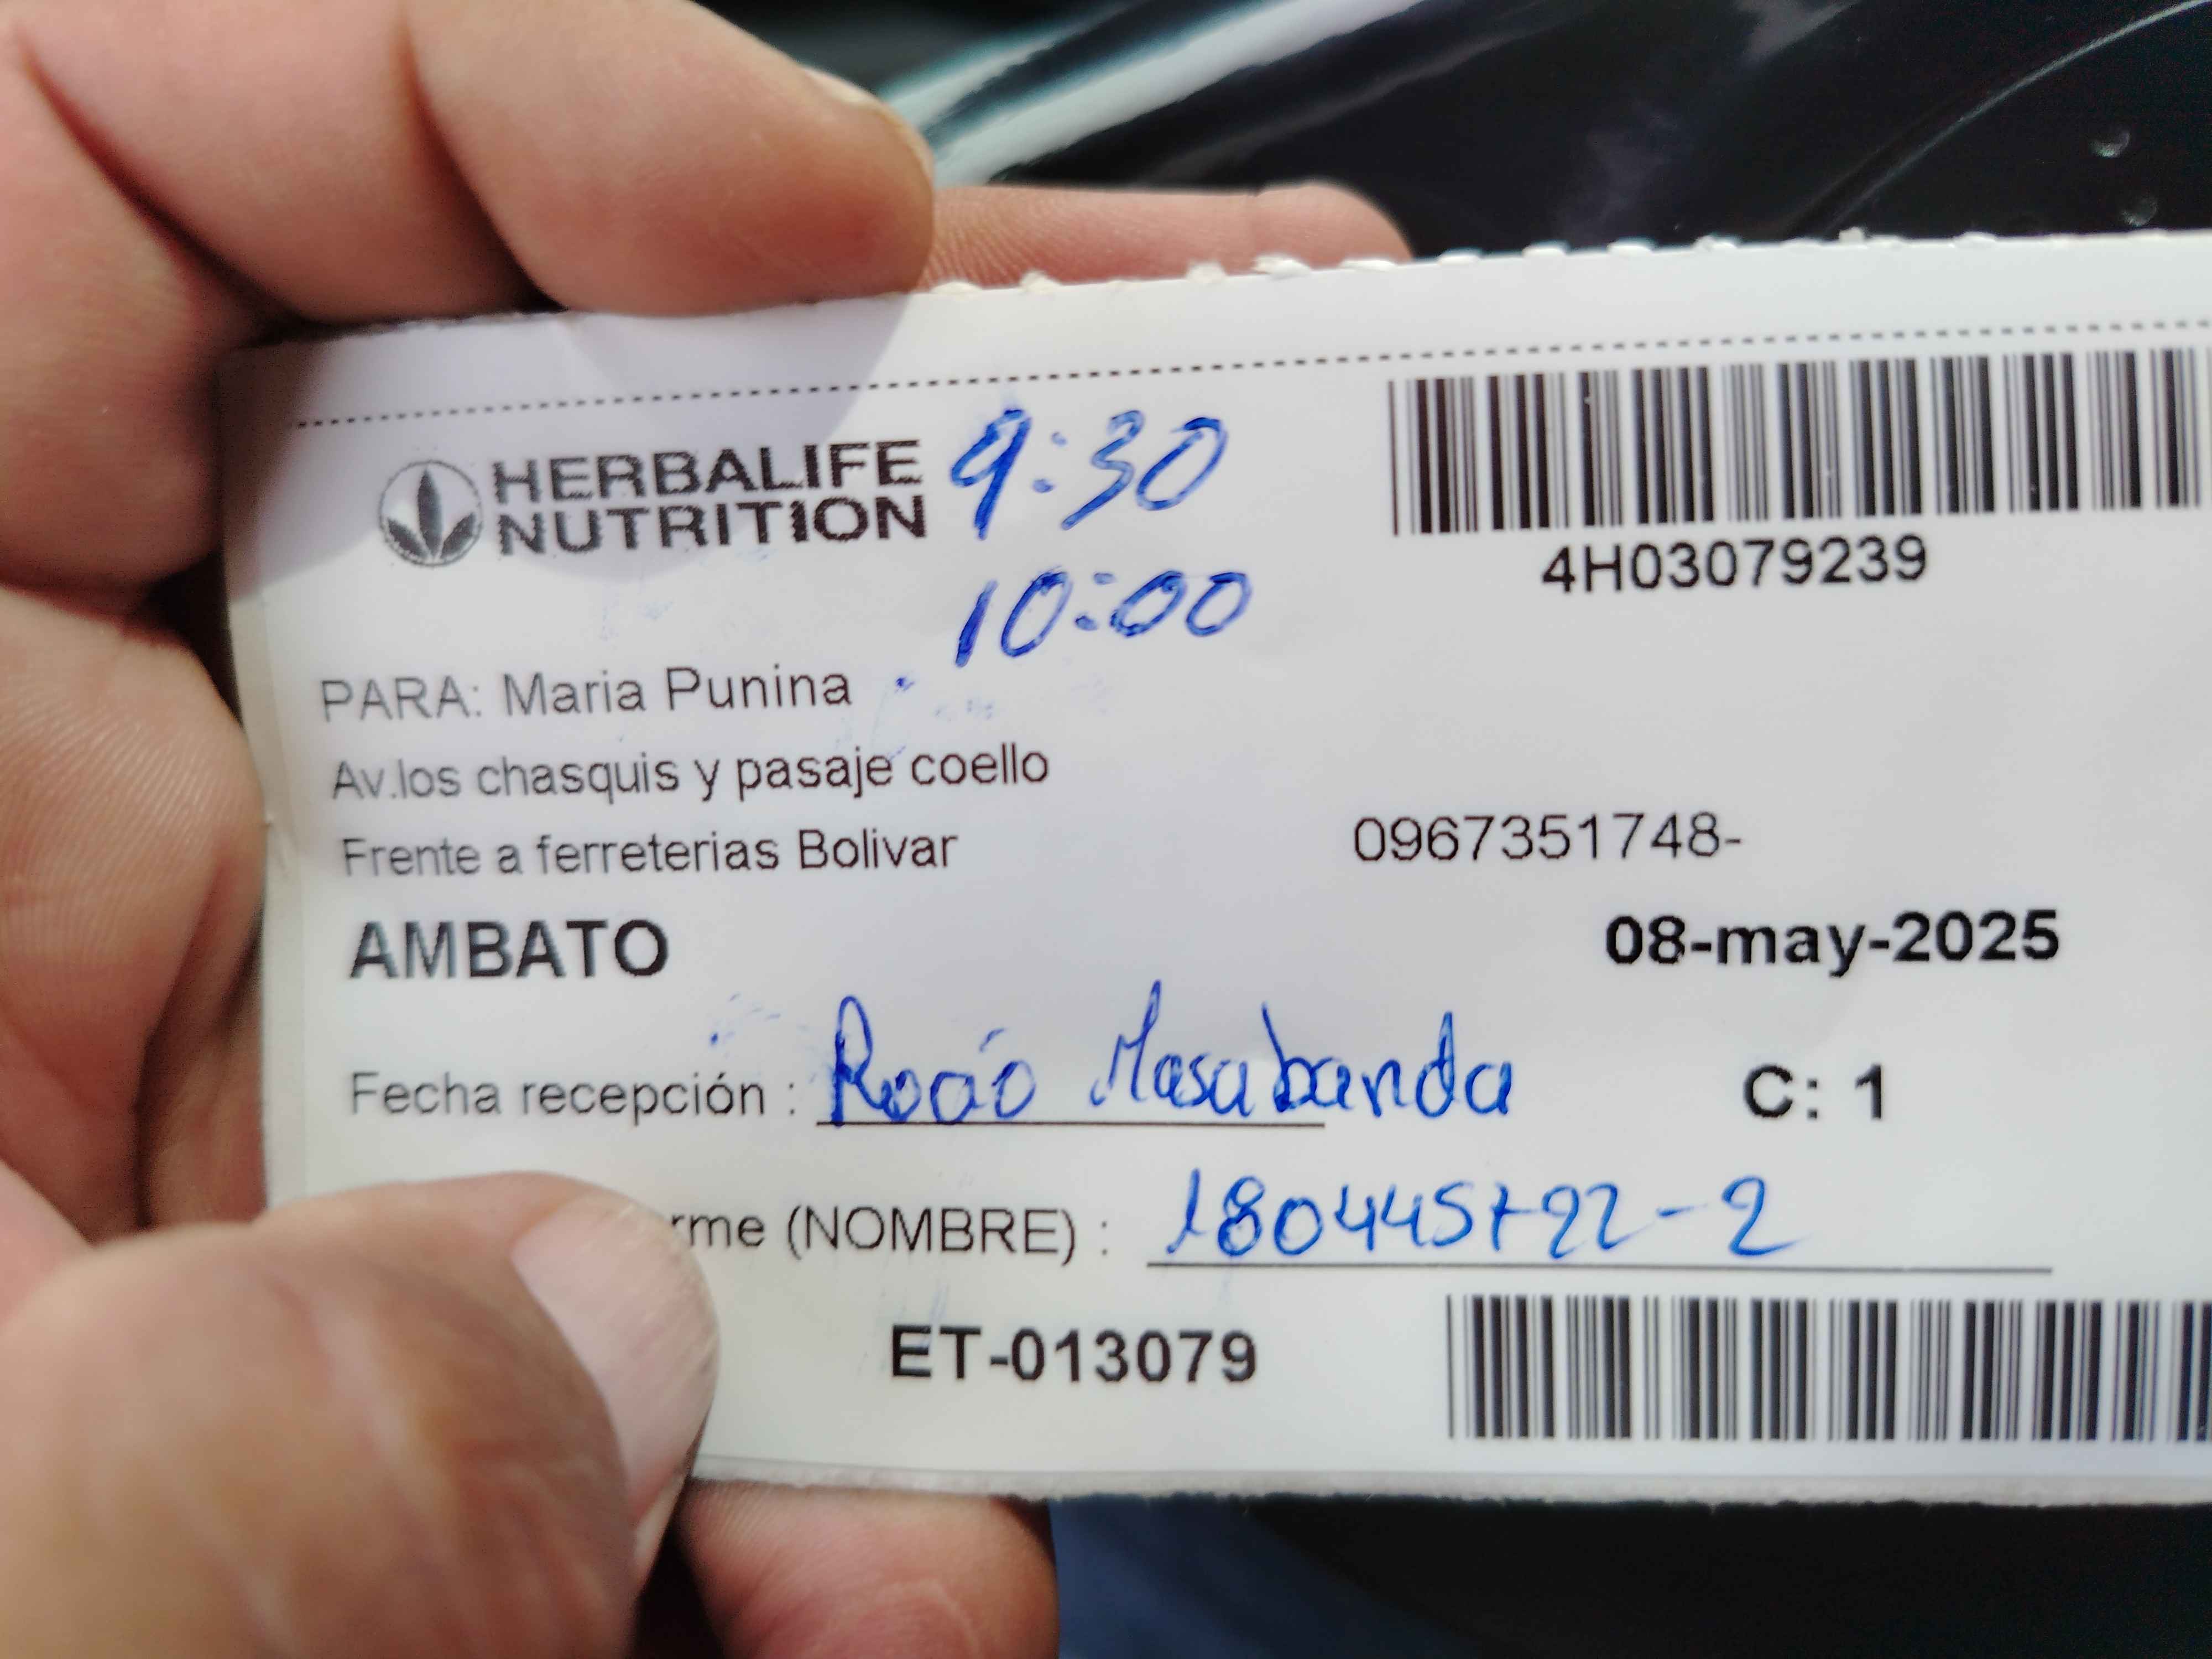 HERBALIFE
NUTRITION
9:30
10:00
4H03079239
PARA: Maria Punina
Av.los chasquis y pasaje coello
Frente a ferreterias Bolivar
0967351748-
AMBATO
08-may-2025
Fecha recepción : Rocío Masabanda
C: 1
rme (NOMBRE) :180445722-2
ET-013079